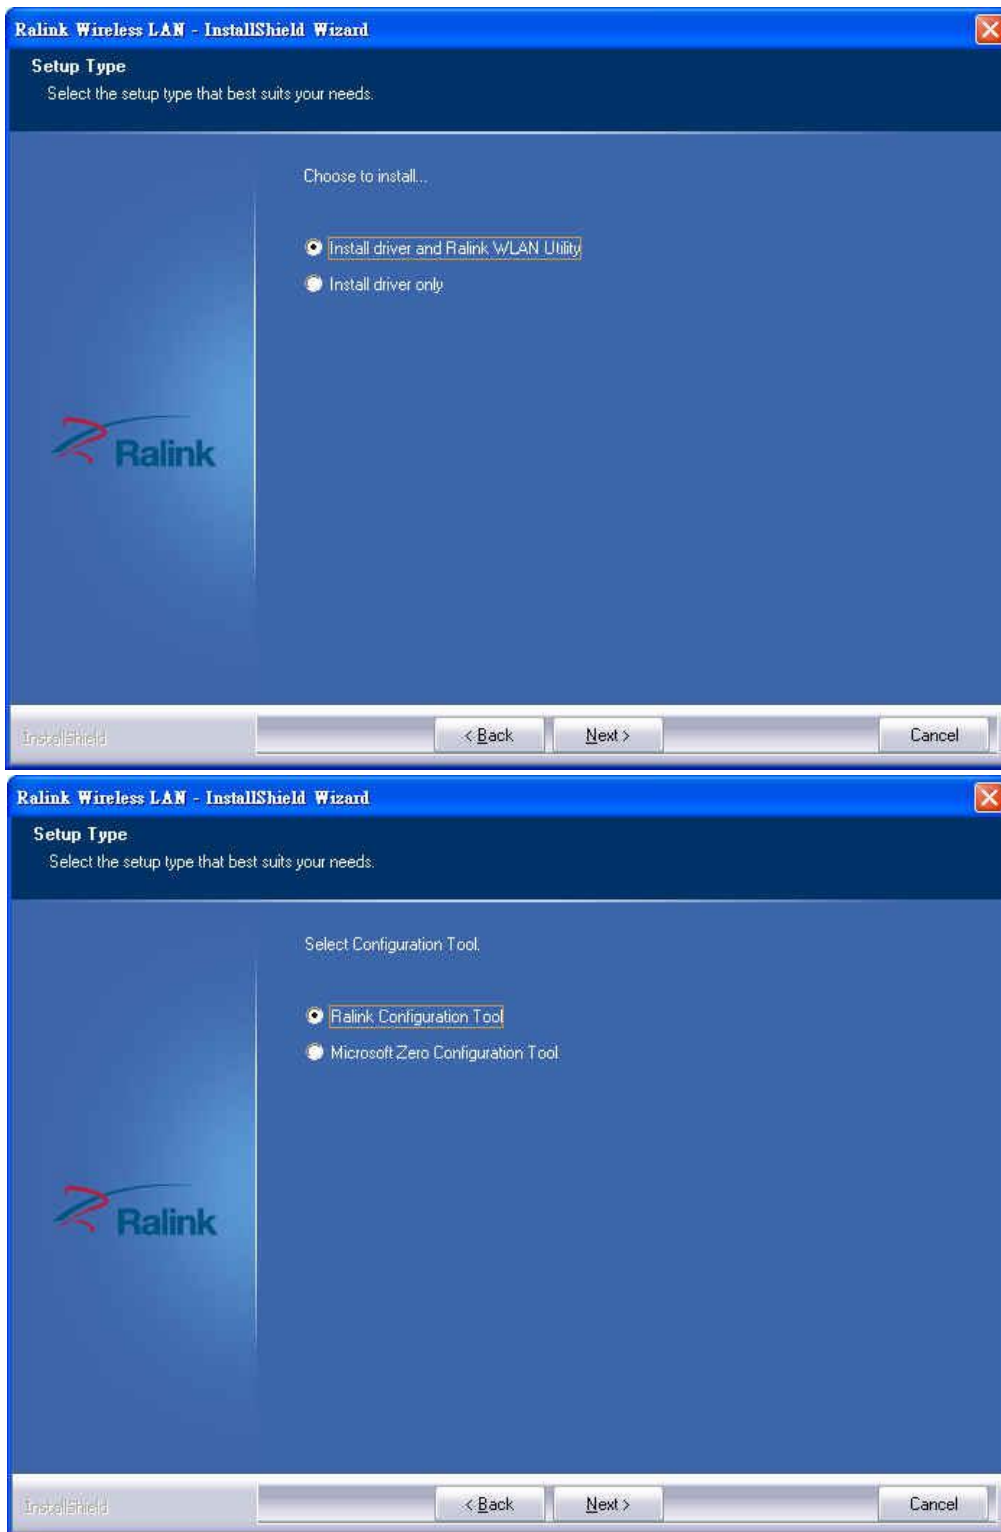 Ralink Wireless LAN - InstallShield Wizard
Setup Type
Select the setup type that best suits your needs.
Choose to install...
Install driver and Ralink WLAN Utility
Install driver only
Ralink
InstallShield
< Back
Next >
Cancel
Ralink Wireless LAN - InstallShield Wizard
Setup Type
Select the setup type that best suits your needs.
Select Configuration Tool.
Ralink Configuration Tool
Microsoft Zero Configuration Tool
Ralink
InstallShield
< Back
Next >
Cancel